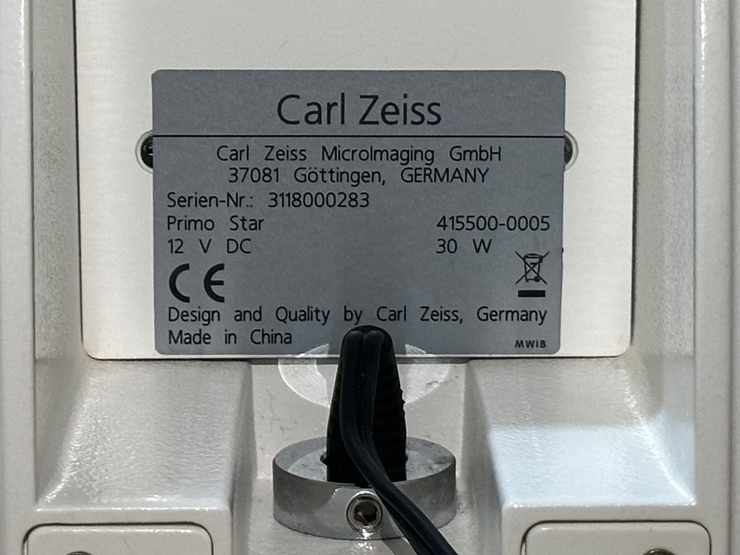 Carl Zeiss
Carl Zeiss MicroImaging GmbH
37081 Göttingen, GERMANY
Serien-Nr.: 3118000283
Primo Star 415500-0005
12 V DC 30 W
CE
Design and Quality by Carl Zeiss, Germany
Made in China
MWIB